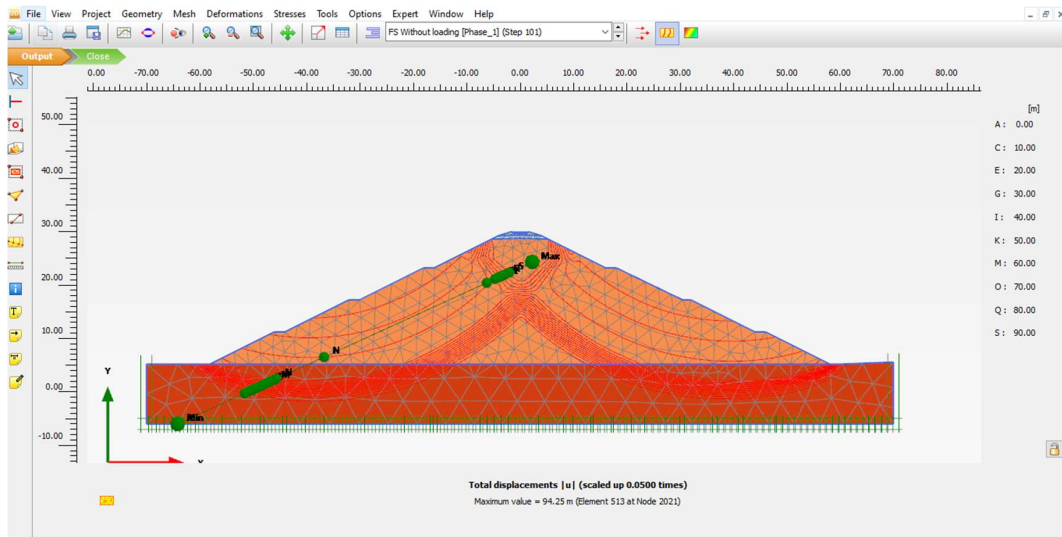 File View Project Geometry Mesh Deformations Stresses Tools Options Expert Window Help
FS Without loading [Phase_1] (Step 101)
Output Close
0.00 -70.00 -60.00 -50.00 -40.00 -30.00 -20.00 -10.00 0.00 10.00 20.00 30.00 40.00 50.00 60.00 70.00 80.00
[m]
50.00
A : 0.00
C : 10.00
40.00
E : 20.00
G : 30.00
30.00
I : 40.00
K : 50.00
Max
20.00
M : 60.00
O : 70.00
Q : 80.00
10.00
S : 90.00
N
Y
0.00
Min
-10.00
X
Total displacements |u| (scaled up 0.0500 times)
Maximum value = 94.25 m (Element 513 at Node 2021)